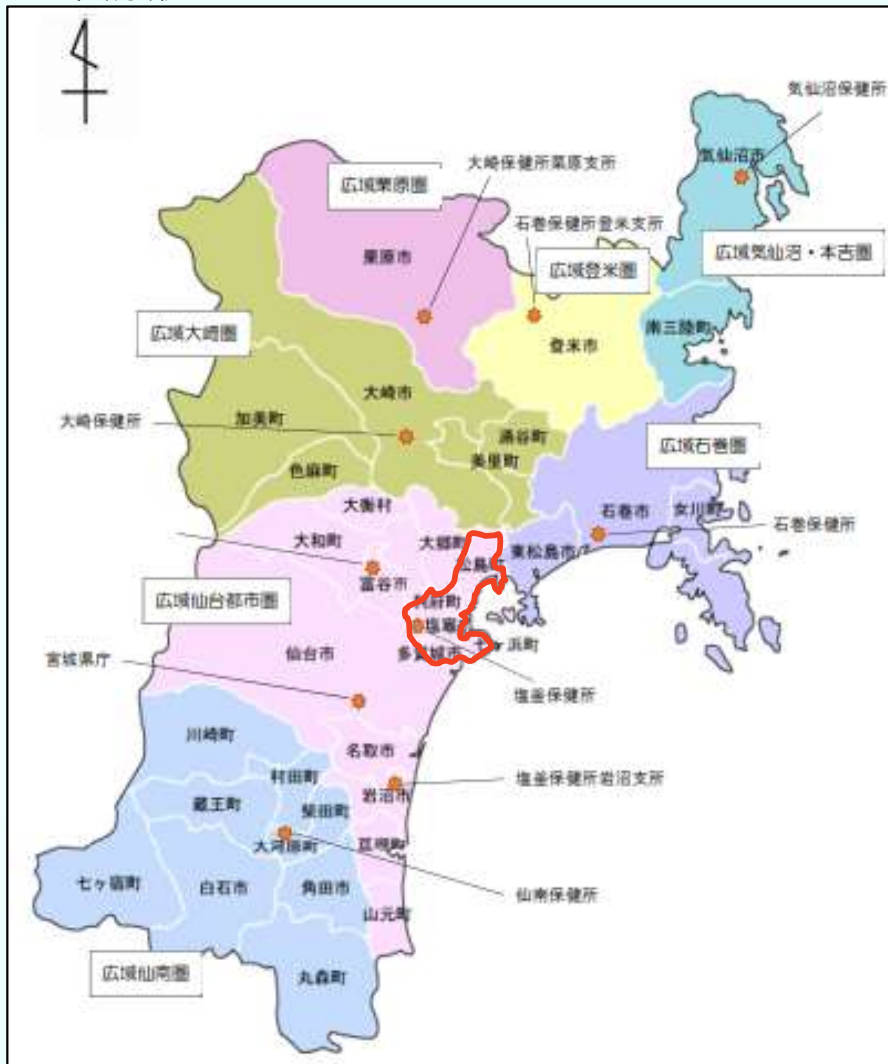 気仙沼保健所
気仙沼市
大崎保健所栗原支所
広域栗原圏
石巻保健所登米支所
栗原市
広域登米圏
広域気仙沼・本吉圏
南三陸町
広域大崎圏
登米市
大崎市
加美町
大崎保健所
涌谷町
美里町
広域石巻圏
色麻町
大衡村
石巻市
女川町
大和町
大郷町
東松島市
石巻保健所
松島町
富谷市
広域仙台都市圏
利府町
塩竈
仙台市
多賀城市
七ヶ浜町
宮城県庁
塩釜保健所
川崎町
名取市
村田町
塩釜保健所岩沼支所
蔵王町
柴田町
岩沼市
大河原町
亘理町
七ヶ宿町
白石市
角田市
仙南保健所
山元町
広域仙南圏
丸森町